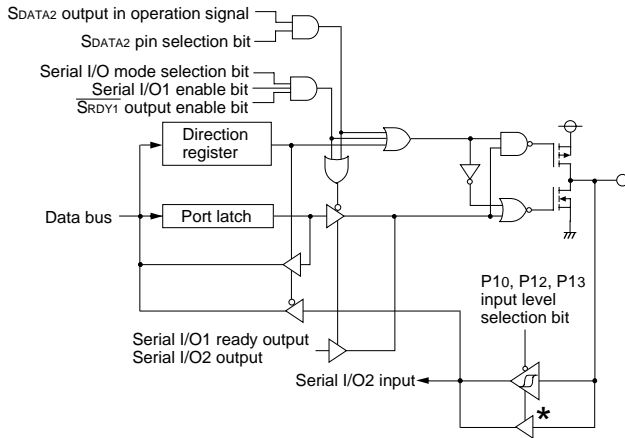 SDATA2 output in operation signal
SDATA2 pin selection bit
Serial I/O mode selection bit
Serial I/O1 enable bit
SRDY1 output enable bit
Direction
register
Data bus
Port latch
P10, P12, P13
input level
selection bit
Serial I/O1 ready output
Serial I/O2 output
Serial I/O2 input
*